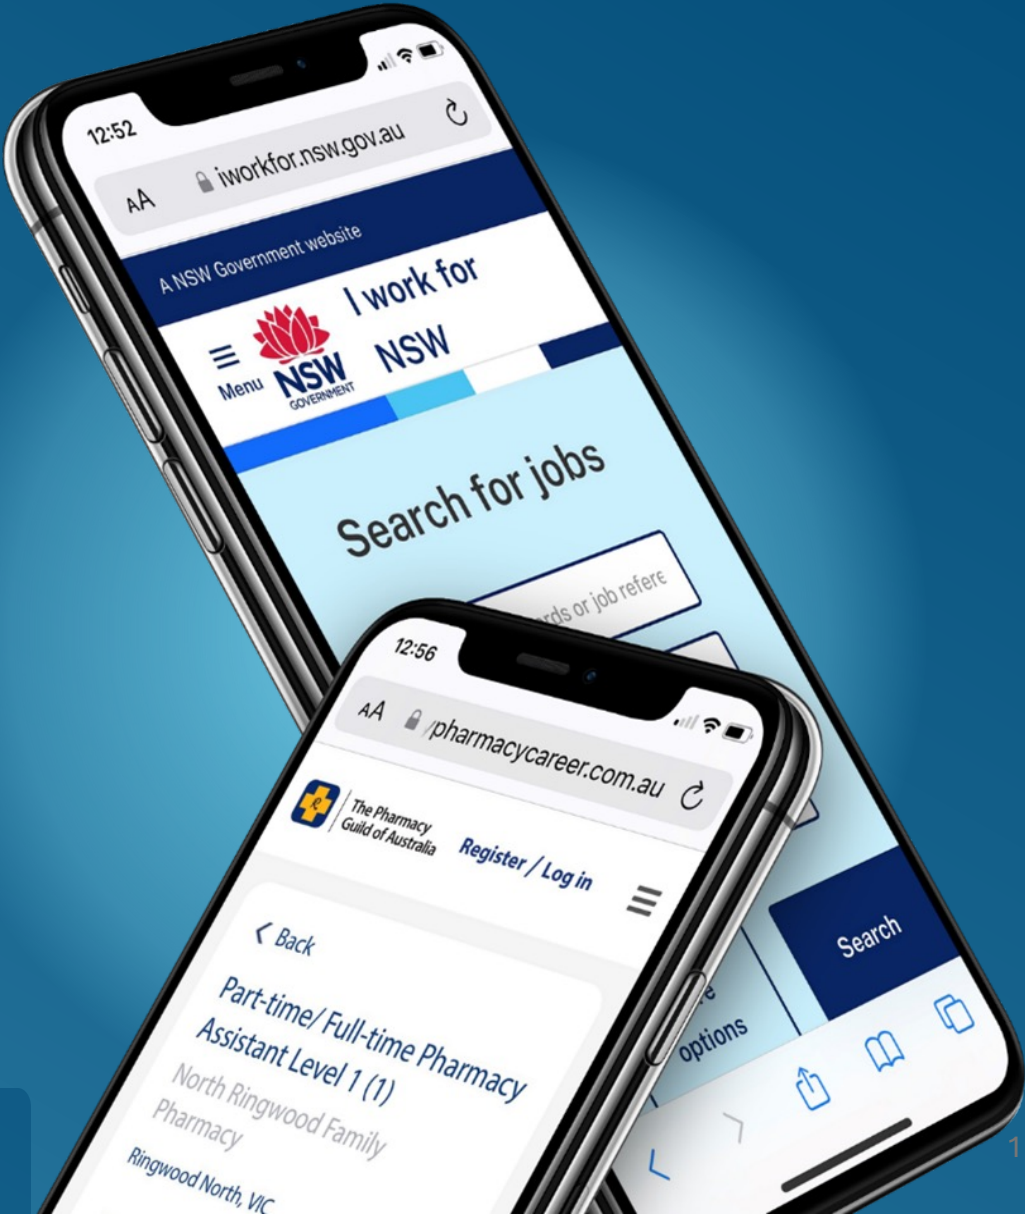 12:52
AA iworkfor.nsw.gov.au
A NSW Government website
Menu
NSW
GOVERNMENT
I work for
NSW
Search for jobs
or job refere
Search
options
12:56
AA /pharmacycareer.com.au
The Pharmacy
Guild of Australia
Register / Log in
Back
Part-time/ Full-time Pharmacy
Assistant Level 1 (1)
North Ringwood Family
Pharmacy
Ringwood North, VIC
1